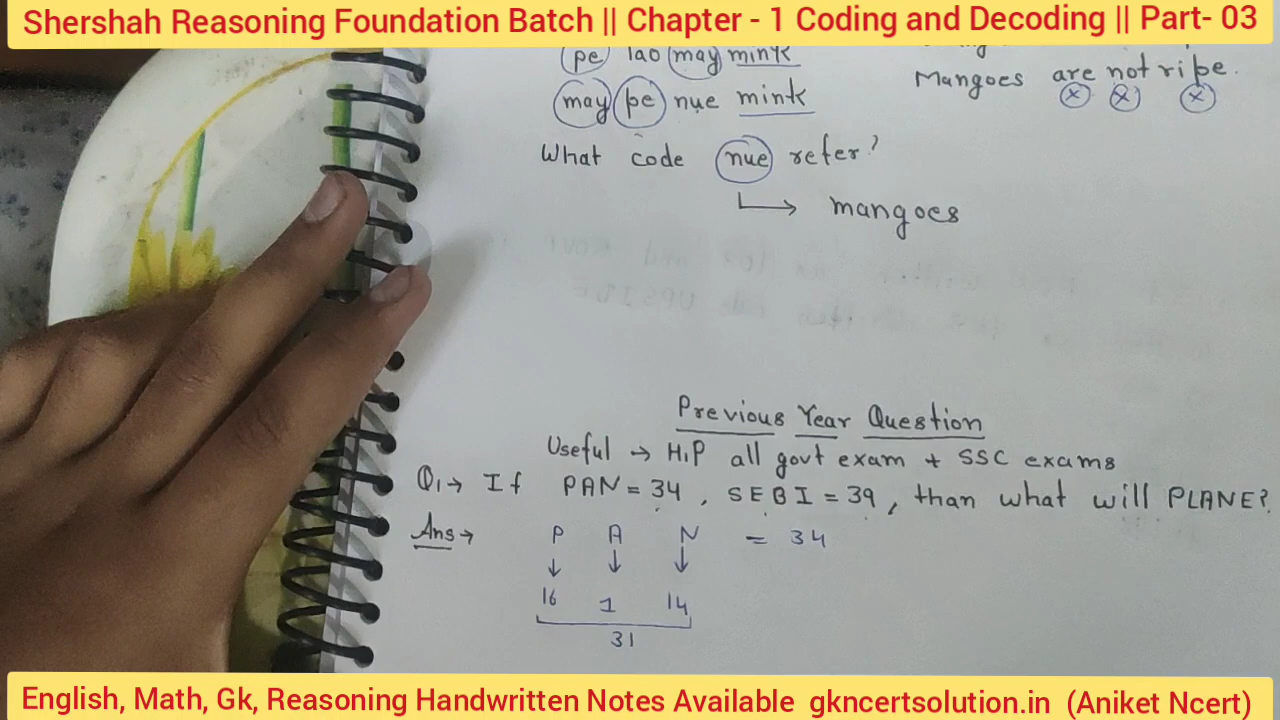 Shershah Reasoning Foundation Batch || Chapter - 1 Coding and Decoding || Part- 03
pe lao may mink
may pe nue mink
Mangoes are not ripe.
What code nue refer?
mangoes
Previous Year Question
Useful → H.P all govt exam + SSC exams
Q1→ If PAN = 34 , SEBI = 39 , than what will PLANE?
Ans→ P A N = 34
16 1 14
31
English, Math, Gk, Reasoning Handwritten Notes Available gkncertsolution.in (Aniket Ncert)